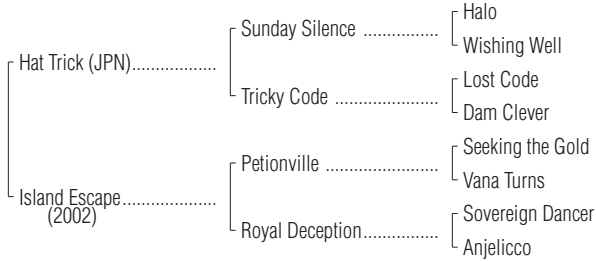 Halo
Sunday Silence ................
Wishing Well
Hat Trick (JPN)..................
Lost Code
Tricky Code ......................
Dam Clever
Seeking the Gold
Petionville ........................
Vana Turns
Island Escape....................
(2002)
Sovereign Dancer
Royal Deception................
Anjelicco